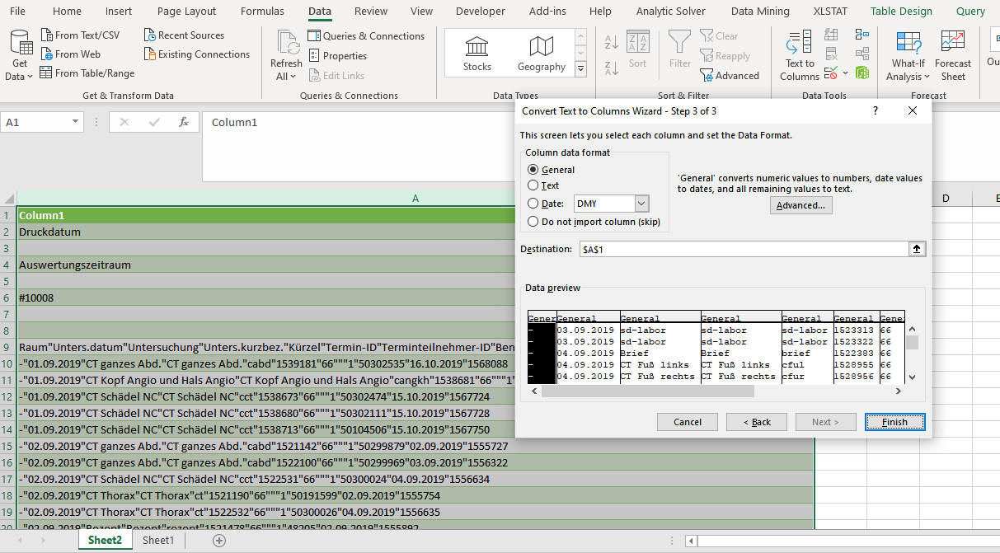 File Home Insert Page Layout Formulas Data Review View Developer Add-ins Help Analytic Solver Data Mining XLSTAT Table Design Query
Get Data
From Text/CSV
From Web
From Table/Range
Recent Sources
Existing Connections
Get & Transform Data
Refresh All
Queries & Connections
Properties
Edit Links
Queries & Connections
Stocks
Geography
Data Types
Sort
Filter
Clear
Reapply
Advanced
Sort & Filter
Text to Columns
Data Tools
What-If Analysis
Forecast Sheet
Forecast
Ou
A1
fx
Column1
A
D
E
1 Column1
2 Druckdatum
3
4 Auswertungszeitraum
5
6 #10008
7
8
9 Raum"Unters.datum"Untersuchung"Unters.kurzbez."Kürzel"Termin-ID"Terminteilnehmer-ID"Ben
10 -"01.09.2019"CT ganzes Abd."CT ganzes Abd."cabd"1539181"66"""1"50302535"16.10.2019"1568088
11 -"01.09.2019"CT Kopf Angio und Hals Angio"CT Kopf Angio und Hals Angio"cangkh"1538681"66"""1"
12 -"01.09.2019"CT Schädel NC"CT Schädel NC"cct"1538673"66"""1"50302474"15.10.2019"1567724
13 -"01.09.2019"CT Schädel NC"CT Schädel NC"cct"1538680"66"""1"50302111"15.10.2019"1567728
14 -"01.09.2019"CT Schädel NC"CT Schädel NC"cct"1538713"66"""1"50104506"15.10.2019"1567750
15 -"02.09.2019"CT ganzes Abd."CT ganzes Abd."cabd"1521142"66"""1"50299879"02.09.2019"1555727
16 -"02.09.2019"CT ganzes Abd."CT ganzes Abd."cabd"1522100"66"""1"50299969"03.09.2019"1556322
17 -"02.09.2019"CT Schädel NC"CT Schädel NC"cct"1522531"66"""1"50300024"04.09.2019"1556634
18 -"02.09.2019"CT Thorax"CT Thorax"ct"1521190"66"""1"50191599"02.09.2019"1555754
19 -"02.09.2019"CT Thorax"CT Thorax"ct"1522532"66"""1"50300026"04.09.2019"1556635
20 -"02.09.2019"Rezept"Rezept"rezept"1521478"66"""1"48205"02.09.2019"1555892
Sheet2 Sheet1
Convert Text to Columns Wizard - Step 3 of 3
?
This screen lets you select each column and set the Data Format.
Column data format
General
Text
Date: DMY
Do not import column (skip)
'General' converts numeric values to numbers, date values
to dates, and all remaining values to text.
Advanced...
Destination: $A$1
Data preview
Gener General General General General General Gene
- 03.09.2019 sd-labor sd-labor sd-labor 1523313 66
- 03.09.2019 sd-labor sd-labor sd-labor 1523322 66
- 04.09.2019 Brief Brief brief 1522383 66
- 04.09.2019 CT Fuß links CT Fuß links cful 1528955 66
- 04.09.2019 CT Fuß rechts CT Fuß rechts cfur 1528956 66
Cancel
< Back
Next >
Finish